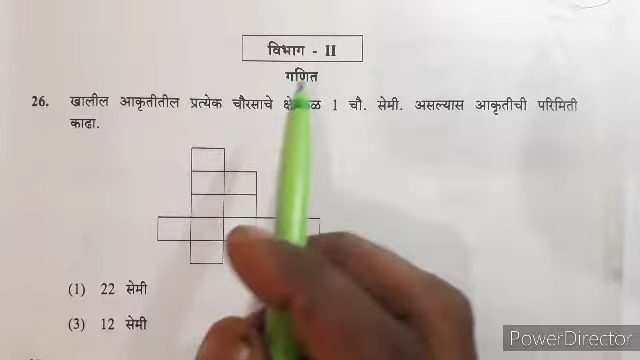 विभाग - II
गणित
26. खालील आकृतीतील प्रत्येक चौरसाचे 1 चौ. सेमी. असल्यास आकृतीची परिमिती
काढा.
(1) 22 सेमी
(3) 12 सेमी
PowerDirector